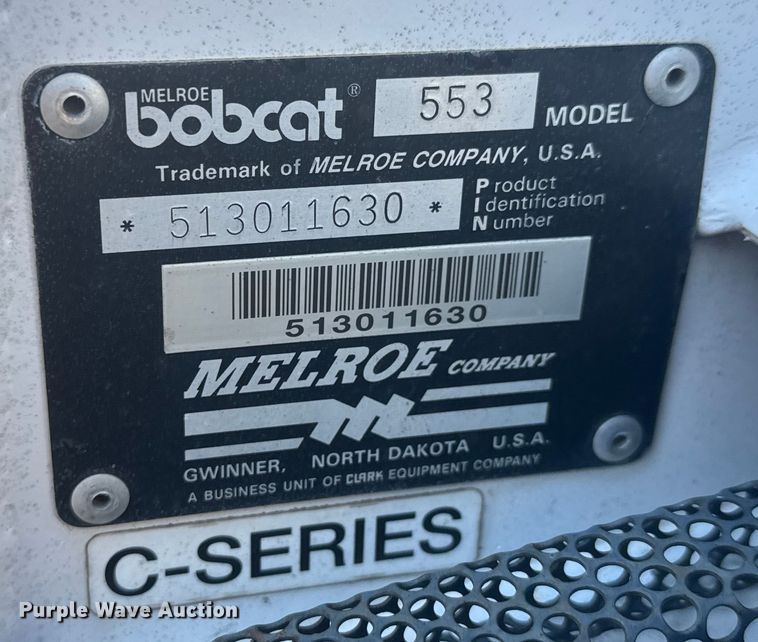 MELROE
bobcat® 553 MODEL
Trademark of MELROE COMPANY, U.S.A.
* 513011630 * Product Identification Number
513011630
MELROE COMPANY
GWINNER, NORTH DAKOTA U.S.A.
A BUSINESS UNIT OF CLARK EQUIPMENT COMPANY
C-SERIES
Purple Wave Auction